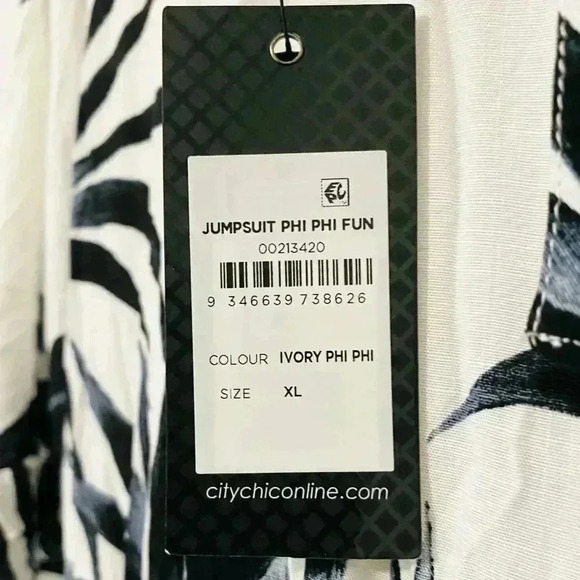 JUMPSUIT PHI PHI FUN
00213420
9 346639 738626
COLOUR IVORY PHI PHI
SIZE XL
citychiconline.com